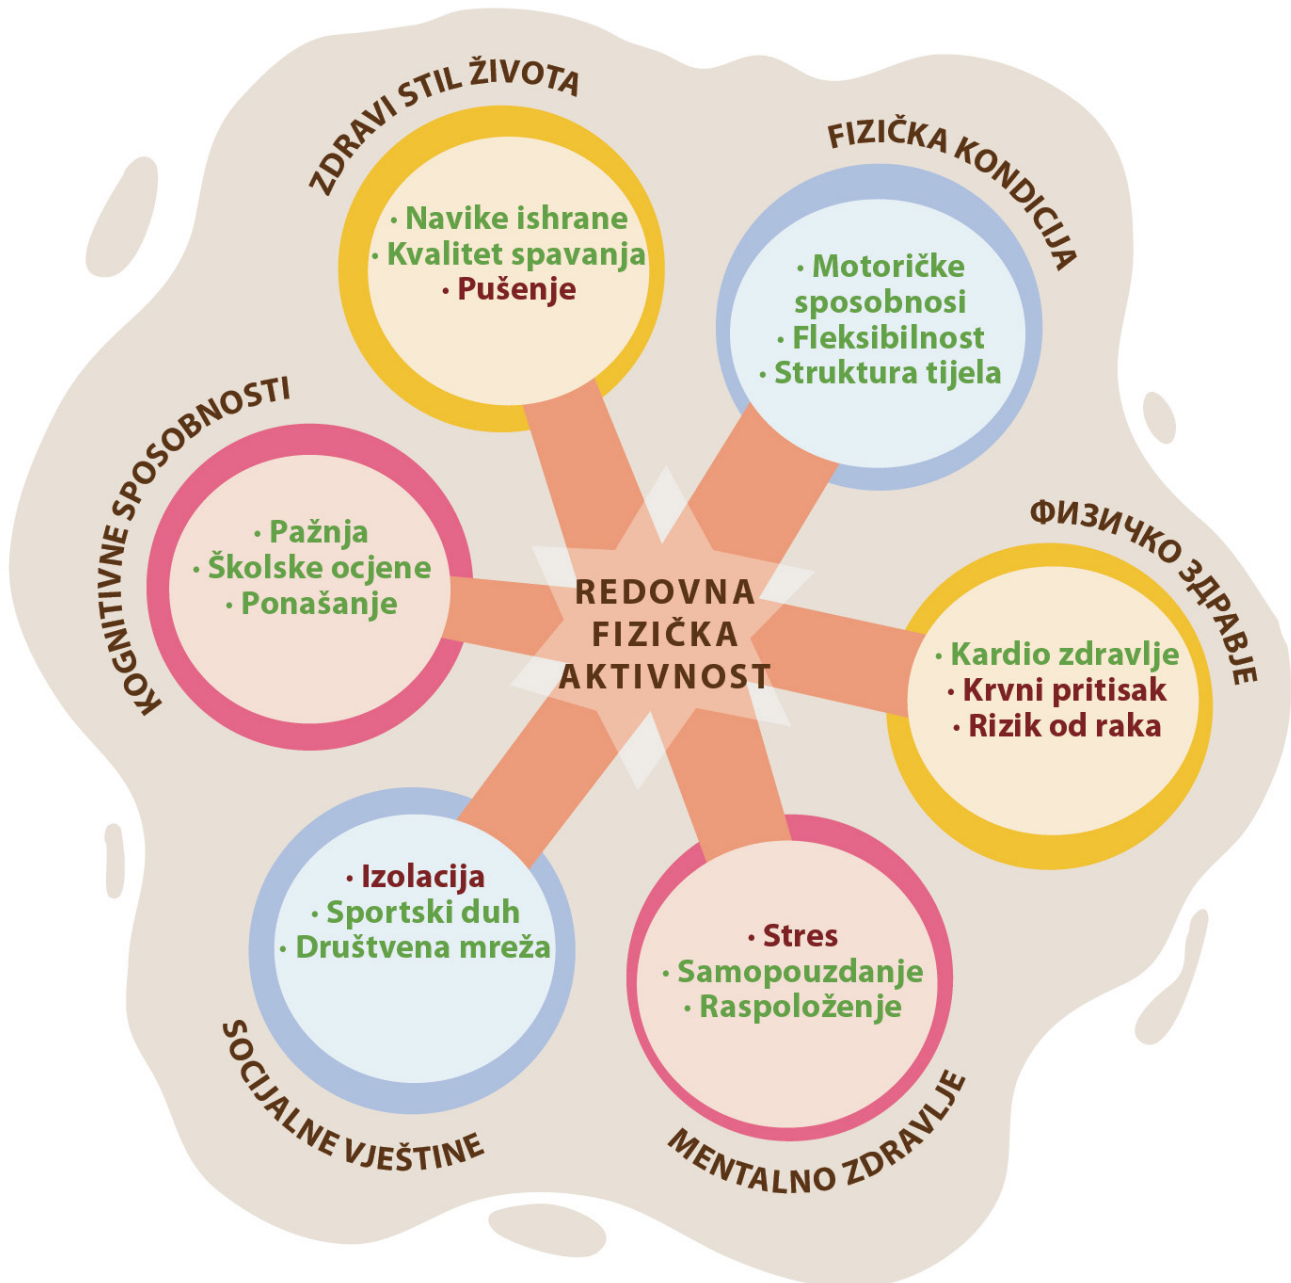 ZDRAVI STIL ŽIVOTA
· Navike ishrane
· Kvalitet spavanja
· Pušenje
FIZIČKA KONDICIJA
· Motoričke
sposobnosi
· Fleksibilnost
· Struktura tijela
KOGNITIVNE SPOSOBNOSTI
· Pažnja
· Školske ocjene
· Ponašanje
REDOVNA
FIZIČKA
AKTIVNOST
ФИЗИЧКО ЗДРАВЈЕ
· Kardio zdravlje
· Krvni pritisak
· Rizik od raka
· Izolacija
· Sportski duh
· Društvena mreža
SOCIJALNE VJEŠTINE
· Stres
· Samopouzdanje
· Raspoloženje
MENTALNO ZDRAVLJE